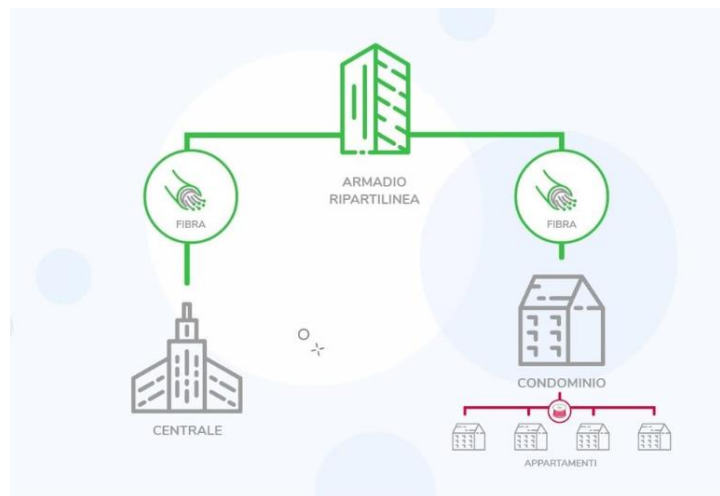 ARMADIO
RIPARTILINEA
FIBRA
FIBRA
CENTRALE
CONDOMINIO
APPARTAMENTI